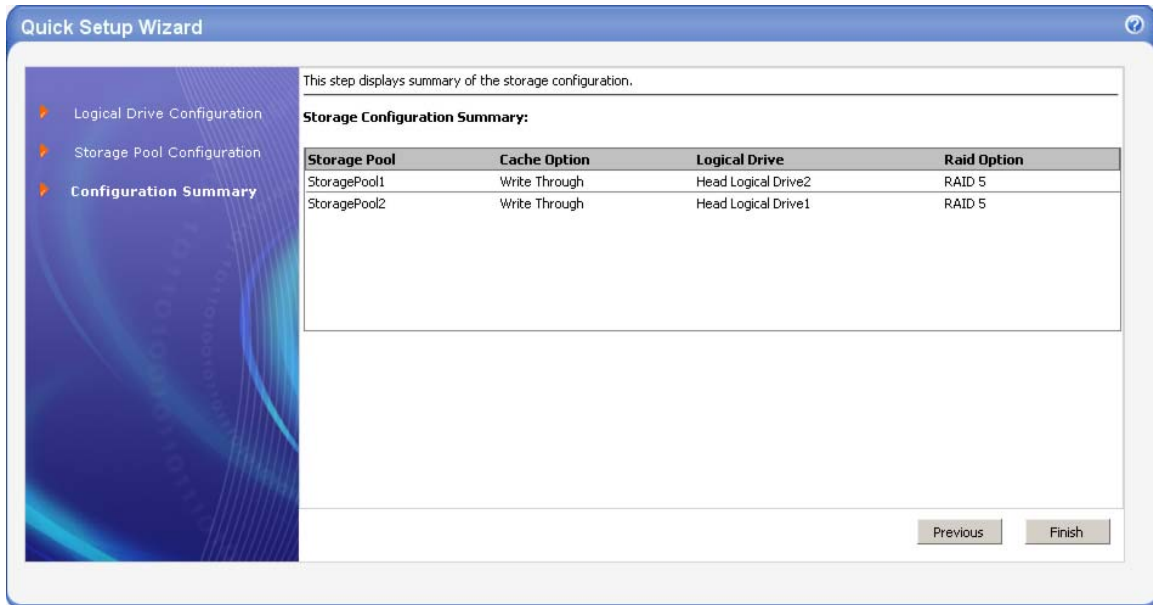 Quick Setup Wizard
Logical Drive Configuration
Storage Pool Configuration
Configuration Summary
This step displays summary of the storage configuration.
Storage Configuration Summary:
Storage Pool Cache Option Logical Drive Raid Option
StoragePool1 Write Through Head Logical Drive2 RAID 5
StoragePool2 Write Through Head Logical Drive1 RAID 5
Previous Finish